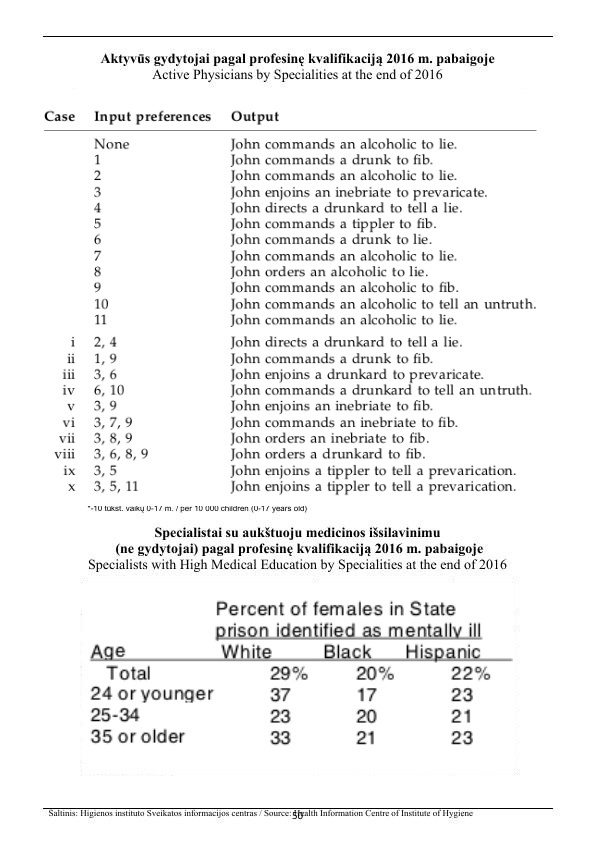 Aktyvūs gydytojai pagal profesinę kvalifikaciją 2016 m. pabaigoje
Active Physicians by Specialities at the end of 2016
Case Input preferences Output
None John commands an alcoholic to lie.
1 John commands a drunk to fib.
2 John commands an alcoholic to lie.
3 John enjoins an inebriate to prevaricate.
4 John directs a drunkard to tell a lie.
5 John commands a tippler to fib.
6 John commands a drunk to lie.
7 John commands an alcoholic to lie.
8 John orders an alcoholic to lie.
9 John commands an alcoholic to fib.
10 John commands an alcoholic to tell an untruth.
11 John commands an alcoholic to lie.
i 2, 4 John directs a drunkard to tell a lie.
ii 1, 9 John commands a drunk to fib.
iii 3, 6 John enjoins a drunkard to prevaricate.
iv 6, 10 John commands a drunkard to tell an untruth.
v 3, 9 John enjoins an inebriate to fib.
vi 3, 7, 9 John commands an inebriate to fib.
vii 3, 8, 9 John orders an inebriate to fib.
viii 3, 6, 8, 9 John orders a drunkard to fib.
ix 3, 5 John enjoins a tippler to tell a prevarication.
x 3, 5, 11 John enjoins a tippler to tell a prevarication.
*-10 tūkst. vaikų 0-17 m. / per 10 000 children (0-17 years old)
Specialistai su aukštuoju medicinos išsilavinimu
(ne gydytojai) pagal profesinę kvalifikaciją 2016 m. pabaigoje
Specialists with High Medical Education by Specialities at the end of 2016
Percent of females in State
prison identified as mentally ill
Age White Black Hispanic
Total 29% 20% 22%
24 or younger 37 17 23
25-34 23 20 21
35 or older 33 21 23
Šaltinis: Higienos instituto Sveikatos informacijos centras / Source: Health Information Centre of Institute of Hygiene
50